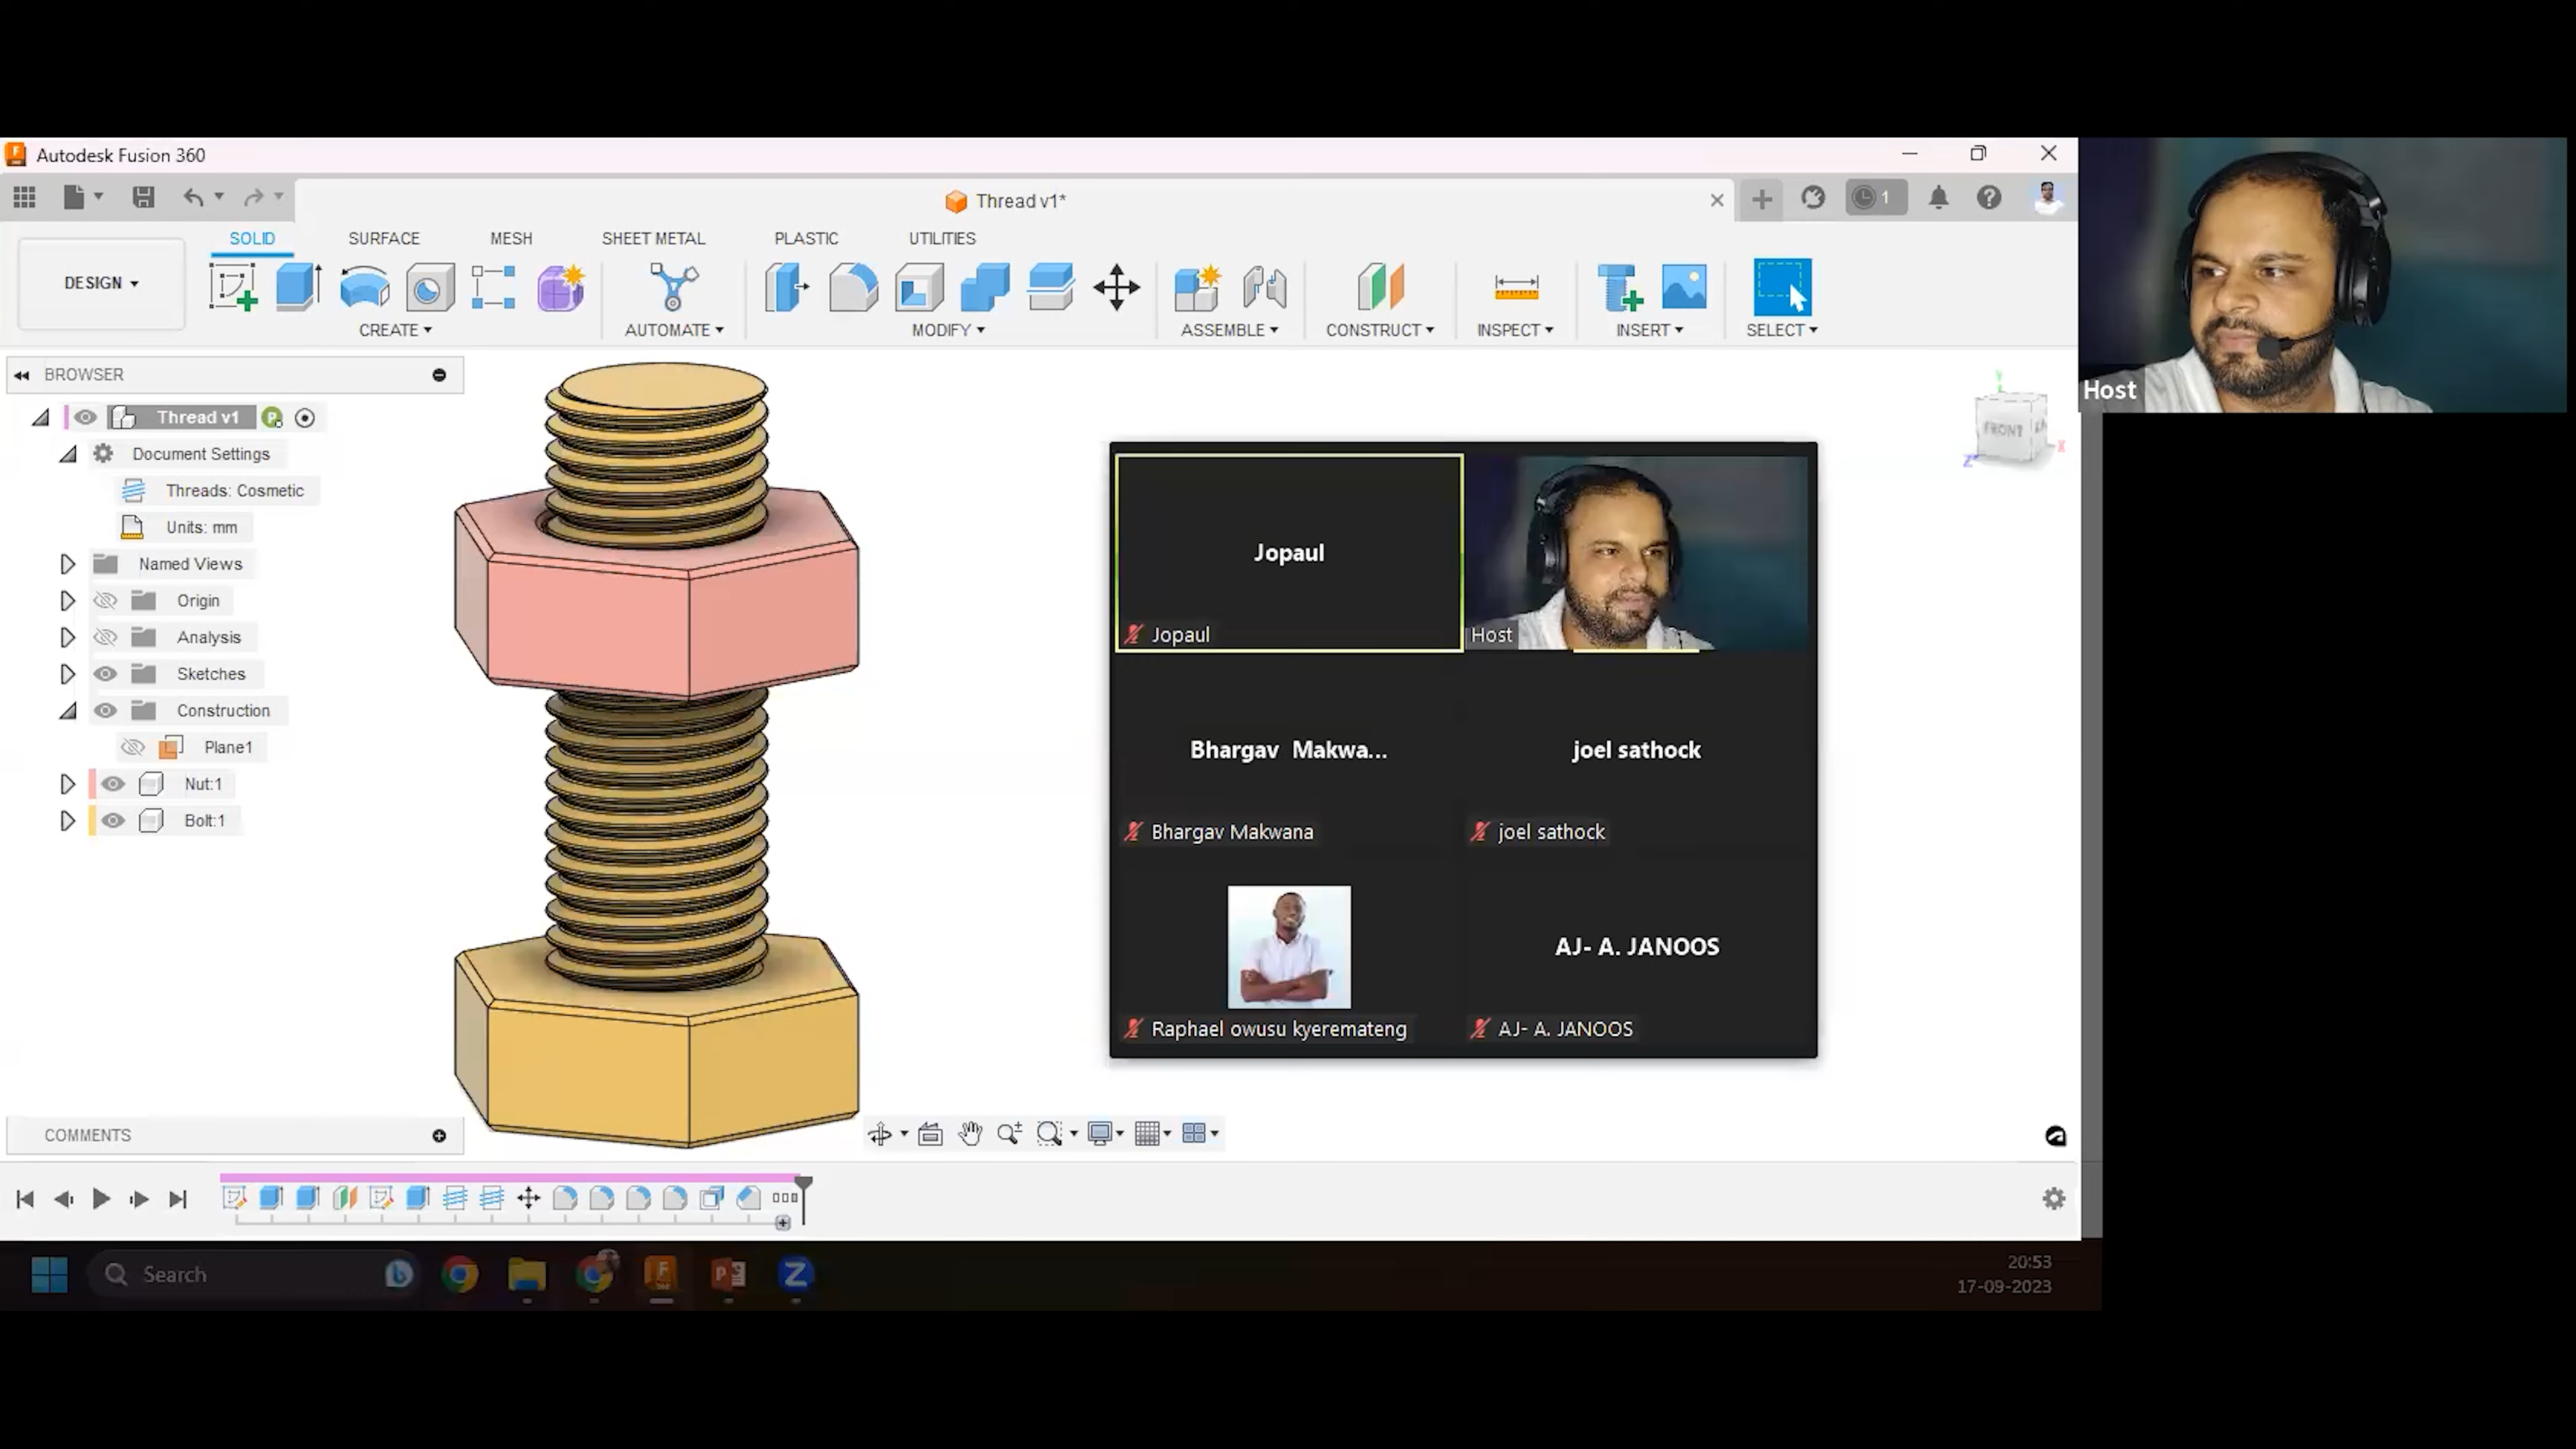 Autodesk Fusion 360
Thread v1*
1
SOLID
SURFACE
MESH
SHEET METAL
PLASTIC
UTILITIES
DESIGN
CREATE
AUTOMATE
MODIFY
ASSEMBLE
CONSTRUCT
INSPECT
INSERT
SELECT
Host
BROWSER
Thread v1
Document Settings
Threads: Cosmetic
Units: mm
Named Views
Origin
Analysis
Sketches
Construction
Plane1
Nut:1
Bolt:1
Y
FRONT
X
Z
Jopaul
Jopaul
Host
Bhargav Makwa...
joel sathock
Bhargav Makwana
joel sathock
AJ- A. JANOOS
Raphael owusu kyeremateng
AJ- A. JANOOS
COMMENTS
Search
20:53
17-09-2023